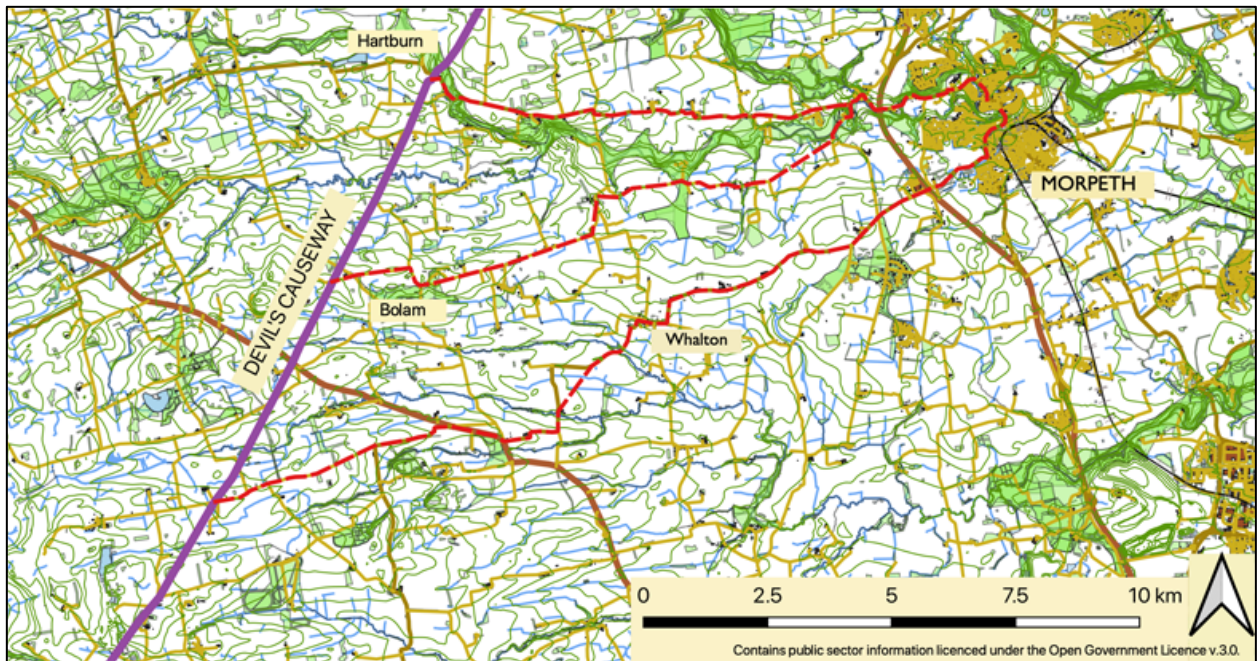 Hartburn
MORPETH
DEVIL'S CAUSEWAY
Bolam
Whalton
0 2.5 5 7.5 10 km
Contains public sector information licenced under the Open Government Licence v.3.0.